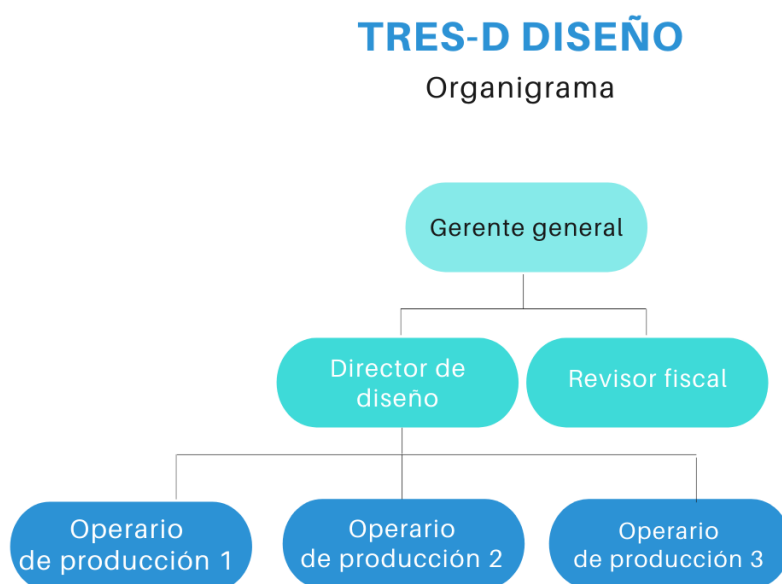 TRES-D DISEÑO
Organigrama
Gerente general
Director de
diseño
Revisor fiscal
Operario
de producción 1
Operario
de producción 2
Operario
de producción 3